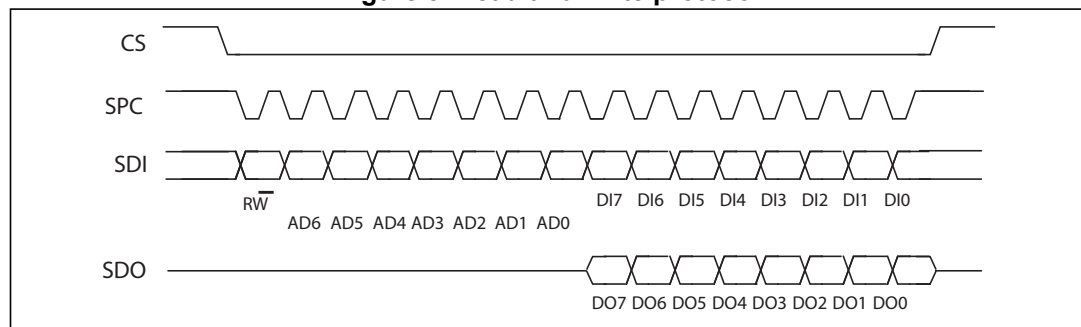 CS
SPC
SDI
RW
DI7 DI6 DI5 DI4 DI3 DI2 DI1 DI0
AD6 AD5 AD4 AD3 AD2 AD1 AD0
SDO
DO7 DO6 DO5 DO4 DO3 DO2 DO1 DO0